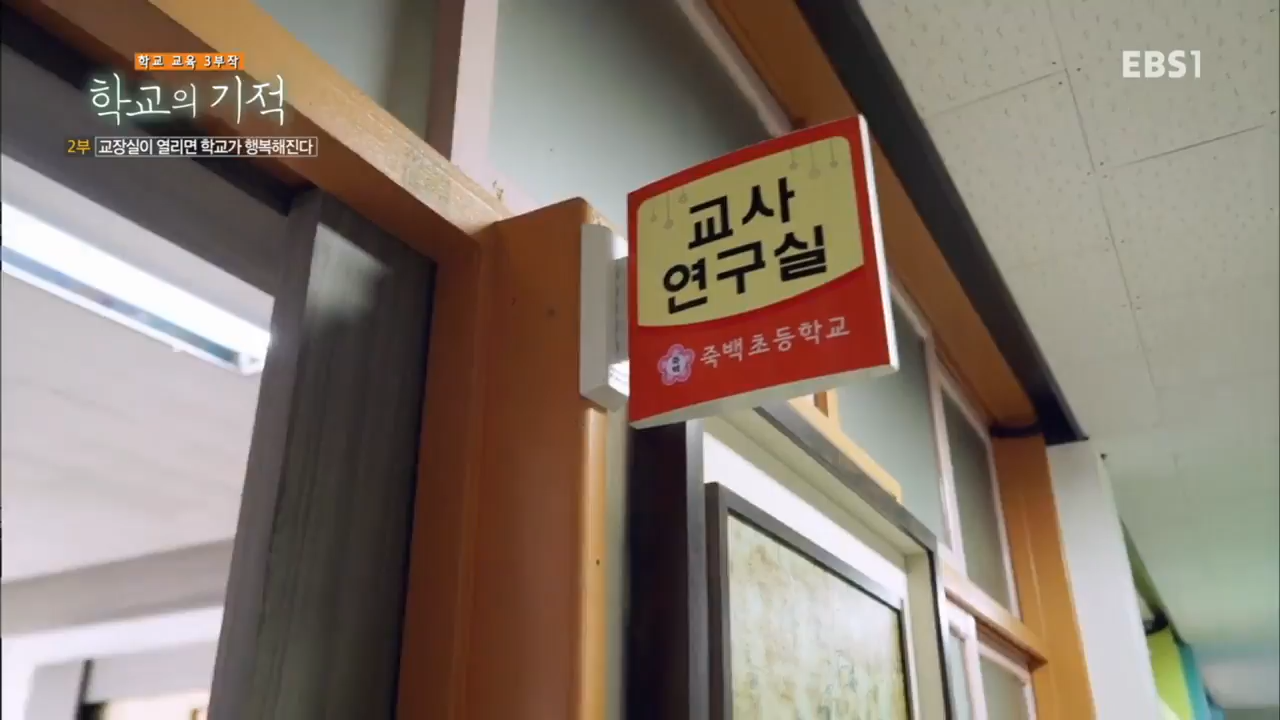 학교 교육 3부작
학교의 기적
2부 교장실이 열리면 학교가 행복해진다
EBS1
교사
연구실
죽백
죽백초등학교